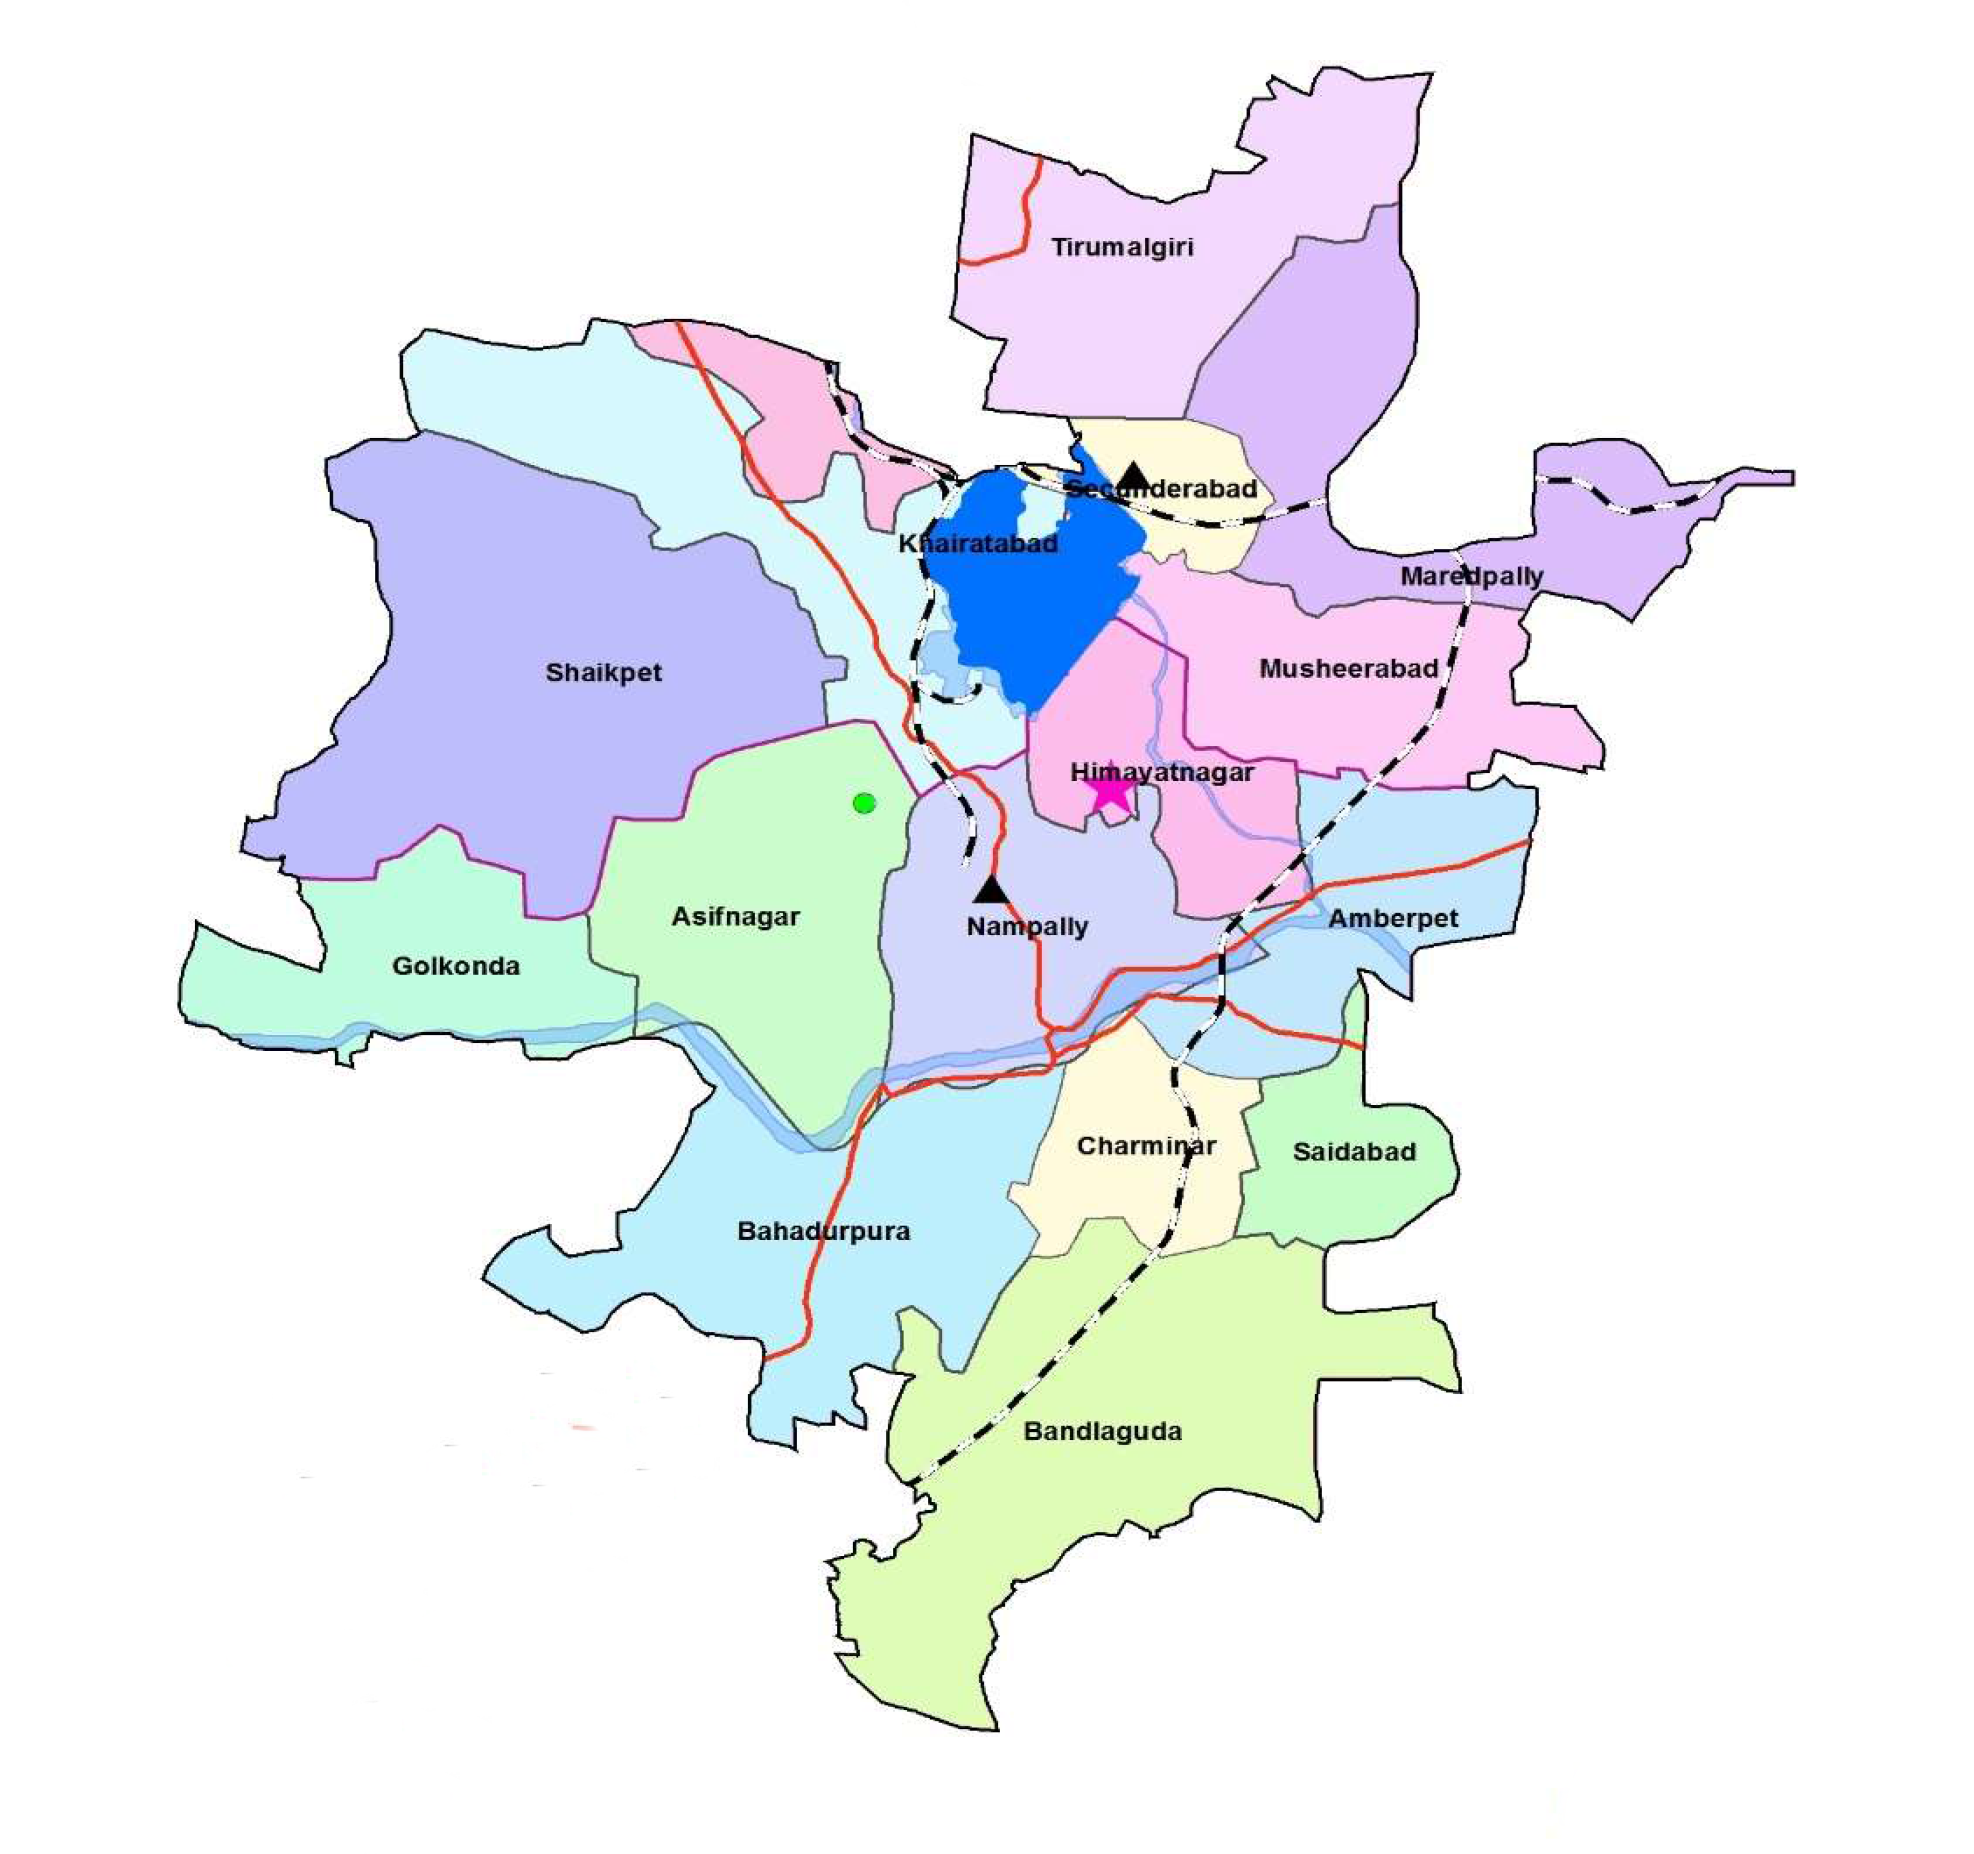 Tirumalgiri
Secunderabad
Khairatabad
Maredpally
Shaikpet
Musheerabad
Himayatnagar
Asifnagar
Nampally
Amberpet
Golkonda
Charminar
Saidabad
Bahadurpura
Bandlaguda